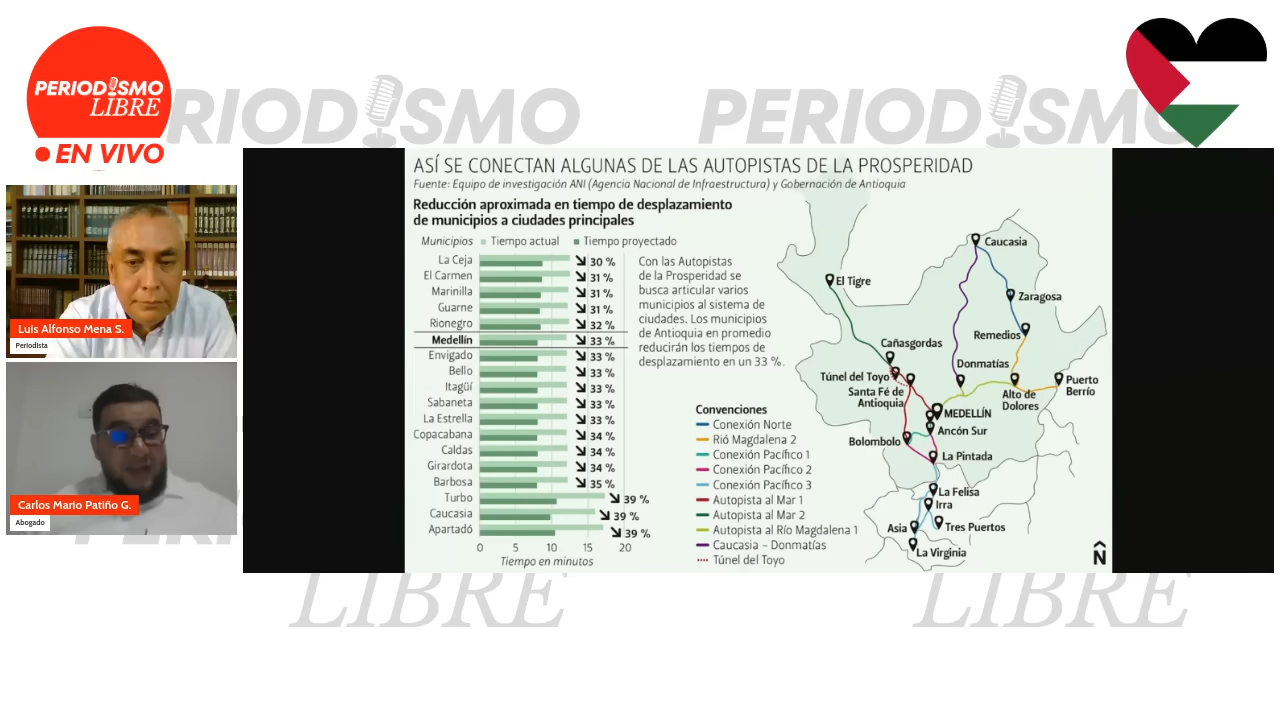 PERIODISMO
LIBRE
EN VIVO
PERIODISMO
PERIODISMO
LIBRE
LIBRE
Luis Alfonso Mena S.
Periodista
Carlos Mario Patiño G.
Abogado
ASÍ SE CONECTAN ALGUNAS DE LAS AUTOPISTAS DE LA PROSPERIDAD
Fuente: Equipo de investigación ANI (Agencia Nacional de Infraestructura) y Gobernación de Antioquia
Reducción aproximada en tiempo de desplazamiento
de municipios a ciudades principales
Municipios Tiempo actual Tiempo proyectado
La Ceja 30 %
El Carmen 31 %
Marinilla 31 %
Guarne 31 %
Rionegro 32 %
Medellín 33 %
Envigado 33 %
Bello 33 %
Itagüí 33 %
Sabaneta 33 %
La Estrella 33 %
Copacabana 34 %
Caldas 34 %
Girardota 34 %
Barbosa 35 %
Turbo 39 %
Caucasia 39 %
Apartadó 39 %
0 5 10 15 20
Tiempo en minutos
Con las Autopistas
de la Prosperidad se
busca articular varios
municipios al sistema de
ciudades. Los municipios
de Antioquia en promedio
reducirán los tiempos de
desplazamiento en un 33 %.
Convenciones
Conexión Norte
Rió Magdalena 2
Conexión Pacífico 1
Conexión Pacífico 2
Conexión Pacífico 3
Autopista al Mar 1
Autopista al Mar 2
Autopista al Río Magdalena 1
Caucasia – Donmatías
Túnel del Toyo
Caucasia
El Tigre
Zaragosa
Remedios
Cañasgordas
Donmatías
Túnel del Toyo
Santa Fé de
Antioquia
Alto de
Dolores
Puerto
Berrío
MEDELLÍN
Ancón Sur
Bolombolo
La Pintada
La Felisa
Irra
Asia
Tres Puertos
La Virginia
N